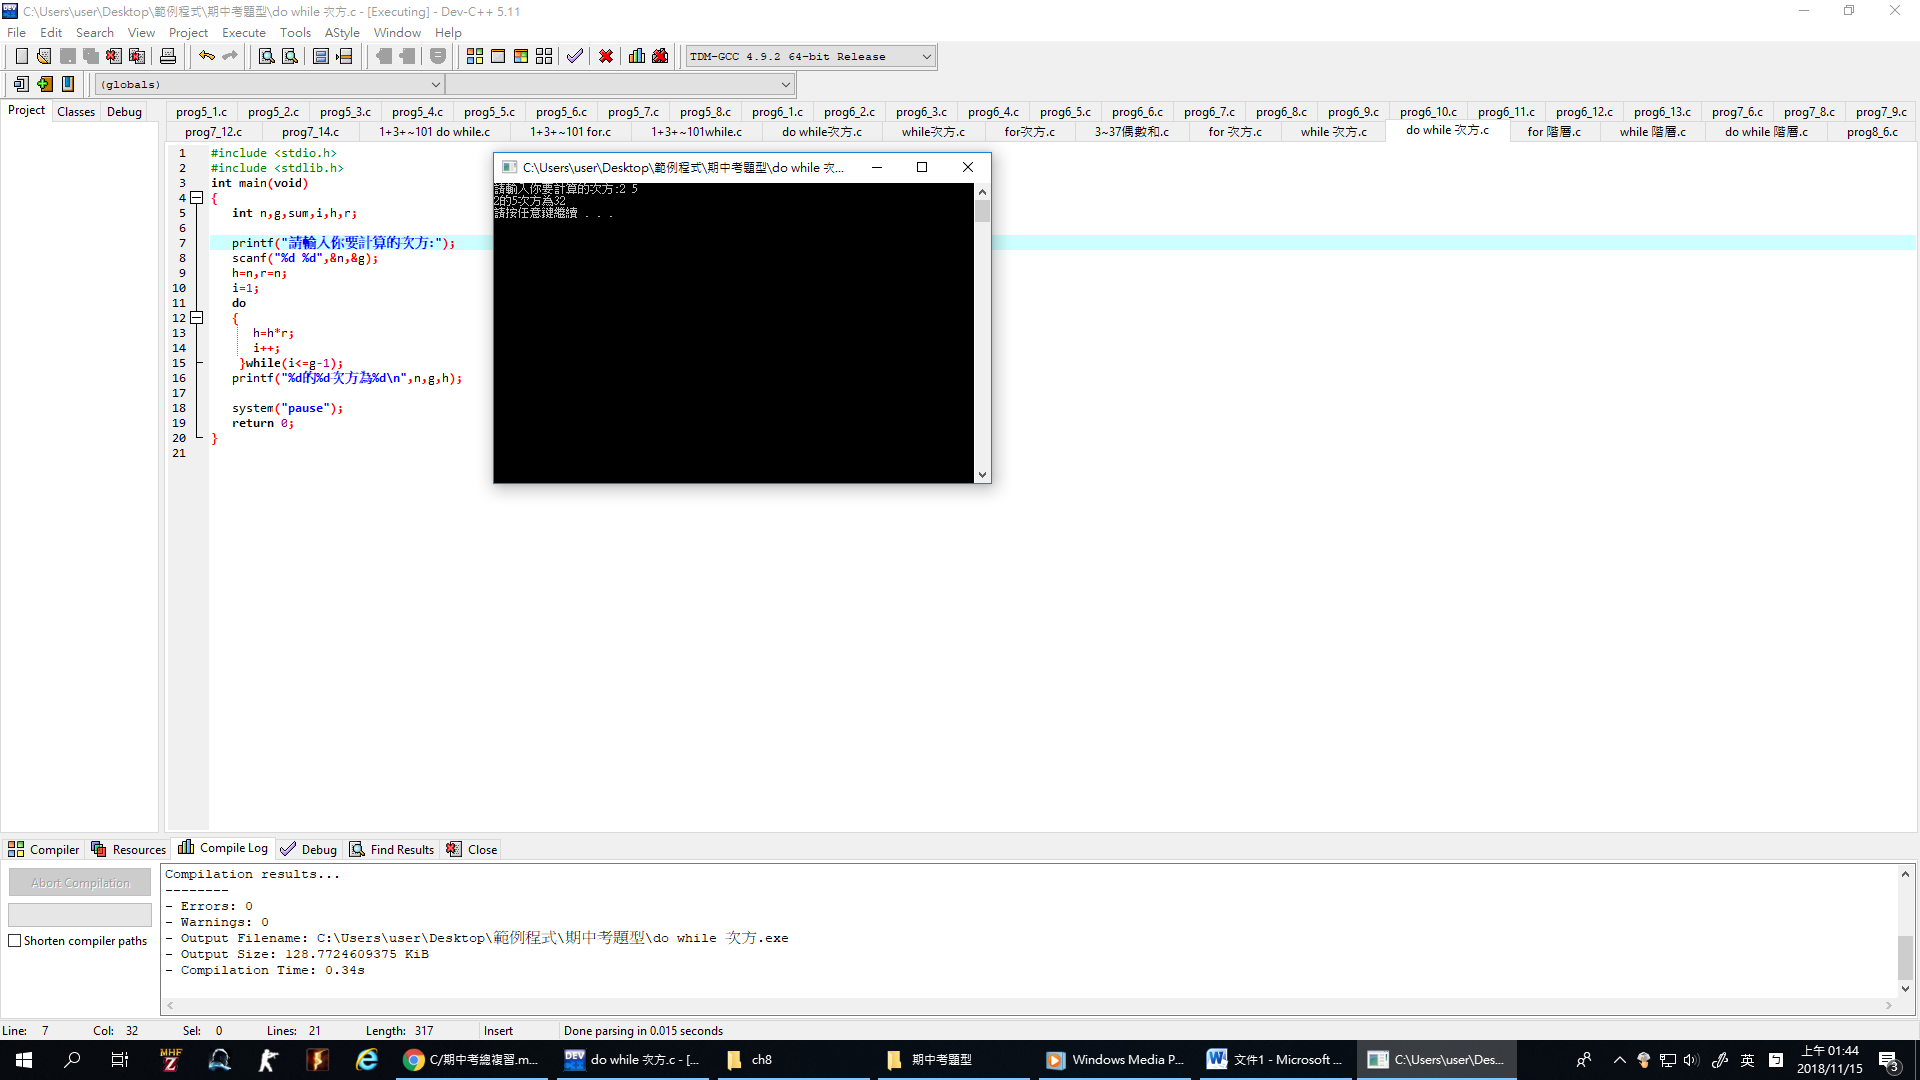 C:\Users\user\Desktop\範例程式\期中考題型\do while 次方.c - [Executing] - Dev-C++ 5.11
File Edit Search View Project Execute Tools AStyle Window Help
TDM-GCC 4.9.2 64-bit Release
(globals)
Project Classes Debug
prog5_1.c prog5_2.c prog5_3.c prog5_4.c prog5_5.c prog5_6.c prog5_7.c prog5_8.c prog6_1.c prog6_2.c prog6_3.c prog6_4.c prog6_5.c prog6_6.c prog6_7.c prog6_8.c prog6_9.c prog6_10.c prog6_11.c prog6_12.c prog6_13.c prog7_6.c prog7_8.c prog7_9.c
prog7_12.c prog7_14.c 1+3+~101 do while.c 1+3+~101 for.c 1+3+~101while.c do while次方.c while次方.c for次方.c 3~37偶數和.c for 次方.c while 次方.c do while 次方.c for 階層.c while 階層.c do while 階層.c prog8_6.c
1 #include <stdio.h>
2 #include <stdlib.h>
3 int main(void)
4 {
5 int n,g,sum,i,h,r;
6
7 printf("請輸入你要計算的次方:");
8 scanf("%d %d",&n,&g);
9 h=n,r=n;
10 i=1;
11 do
12 {
13 h=h*r;
14 i++;
15 }while(i<=g-1);
16 printf("%d的%d次方為%d\n",n,g,h);
17
18 system("pause");
19 return 0;
20 }
21
C:\Users\user\Desktop\範例程式\期中考題型\do while 次...
請輸入你要計算的次方:2 5
2的5次方為32
請按任意鍵繼續 . . .
Compiler Resources Compile Log Debug Find Results Close
Abort Compilation
Shorten compiler paths
Compilation results...
--------
- Errors: 0
- Warnings: 0
- Output Filename: C:\Users\user\Desktop\範例程式\期中考題型\do while 次方.exe
- Output Size: 128.7724609375 KiB
- Compilation Time: 0.34s
Line: 7 Col: 32 Sel: 0 Lines: 21 Length: 317 Insert Done parsing in 0.015 seconds
MHF Z
C/期中考總複習.m...
DEV do while 次方.c - [...
ch8
期中考題型
Windows Media P...
文件1 - Microsoft ...
C:\Users\user\Des...
英
上午 01:44
2018/11/15
3